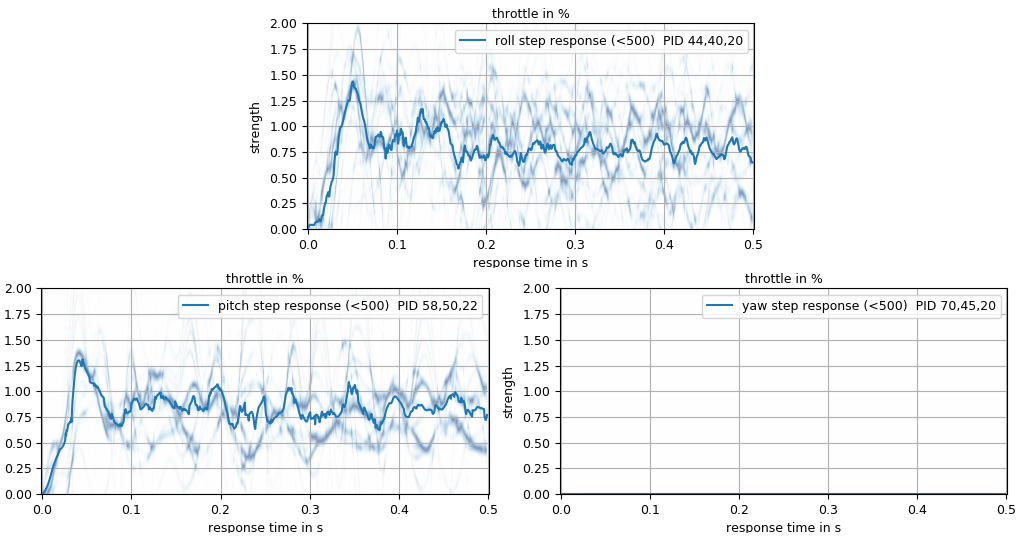 throttle in %
roll step response (<500)  PID 44,40,20
2.00
1.75
1.50
1.25
1.00
0.75
0.50
0.25
0.00
strength
0.0 0.1 0.2 0.3 0.4 0.5
response time in s
throttle in %
pitch step response (<500)  PID 58,50,22
2.00
1.75
1.50
1.25
1.00
0.75
0.50
0.25
0.00
0.0 0.1 0.2 0.3 0.4 0.5
response time in s
throttle in %
yaw step response (<500)  PID 70,45,20
2.00
1.75
1.50
1.25
1.00
0.75
0.50
0.25
0.00
strength
0.0 0.1 0.2 0.3 0.4 0.5
response time in s